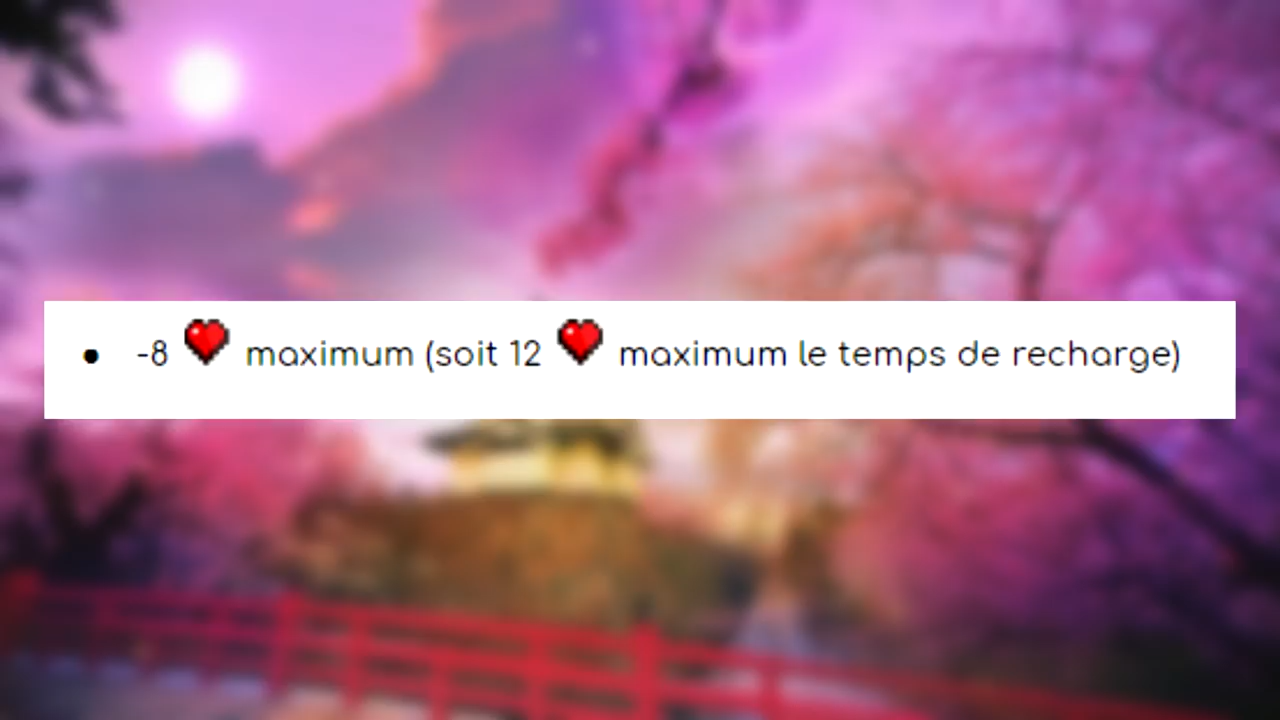 • -8 ❤ maximum (soit 12 ❤ maximum le temps de recharge)